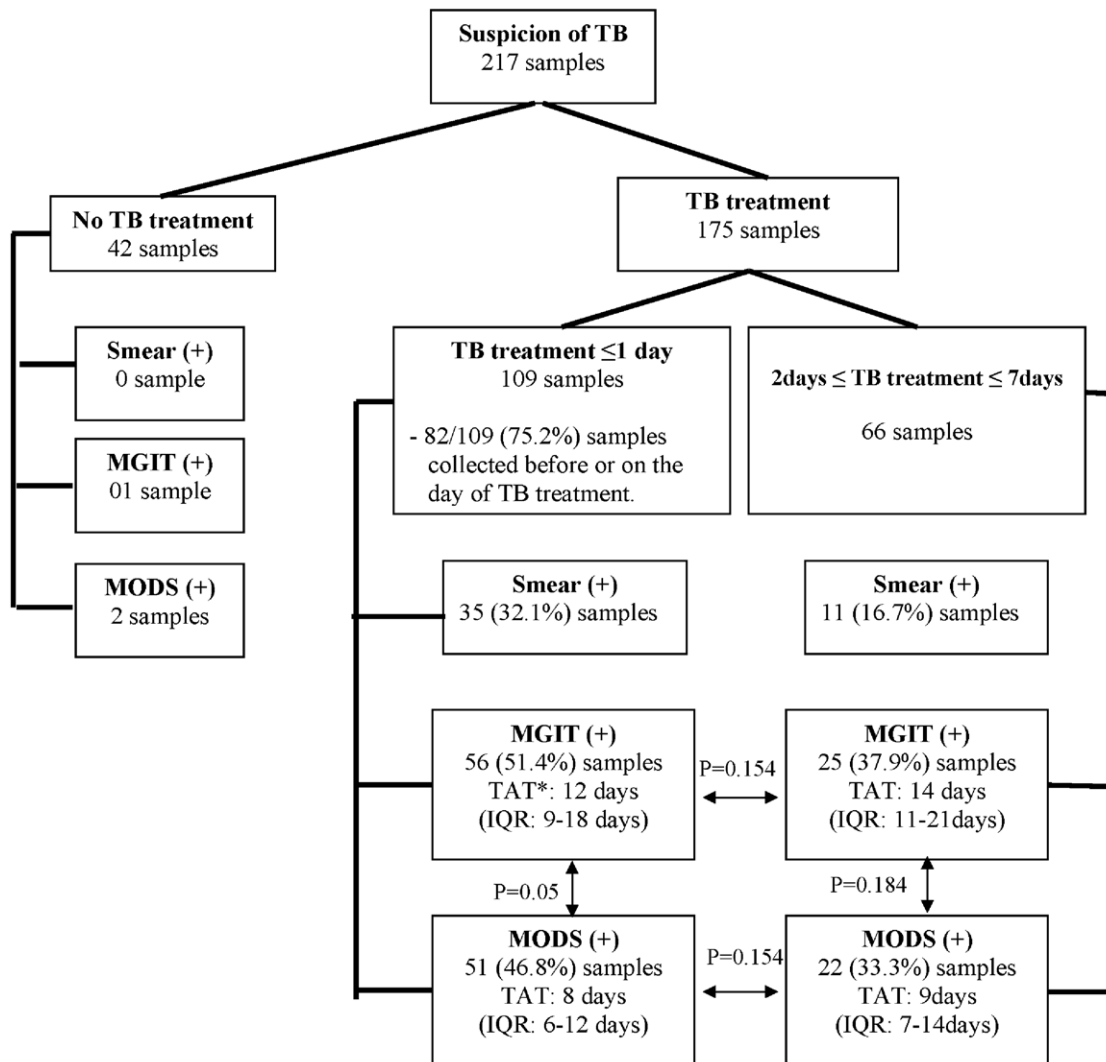 Suspicion of TB
217 samples
No TB treatment
42 samples
TB treatment
175 samples
Smear (+)
0 sample
MGIT (+)
01 sample
MODS (+)
2 samples
TB treatment ≤1 day
109 samples
- 82/109 (75.2%) samples
collected before or on the
day of TB treatment.
2days ≤ TB treatment ≤ 7days
66 samples
Smear (+)
35 (32.1%) samples
Smear (+)
11 (16.7%) samples
MGIT (+)
56 (51.4%) samples
TAT*: 12 days
(IQR: 9-18 days)
P=0.154
MGIT (+)
25 (37.9%) samples
TAT: 14 days
(IQR: 11-21days)
P=0.05
P=0.184
MODS (+)
51 (46.8%) samples
TAT: 8 days
(IQR: 6-12 days)
P=0.154
MODS (+)
22 (33.3%) samples
TAT: 9days
(IQR: 7-14days)